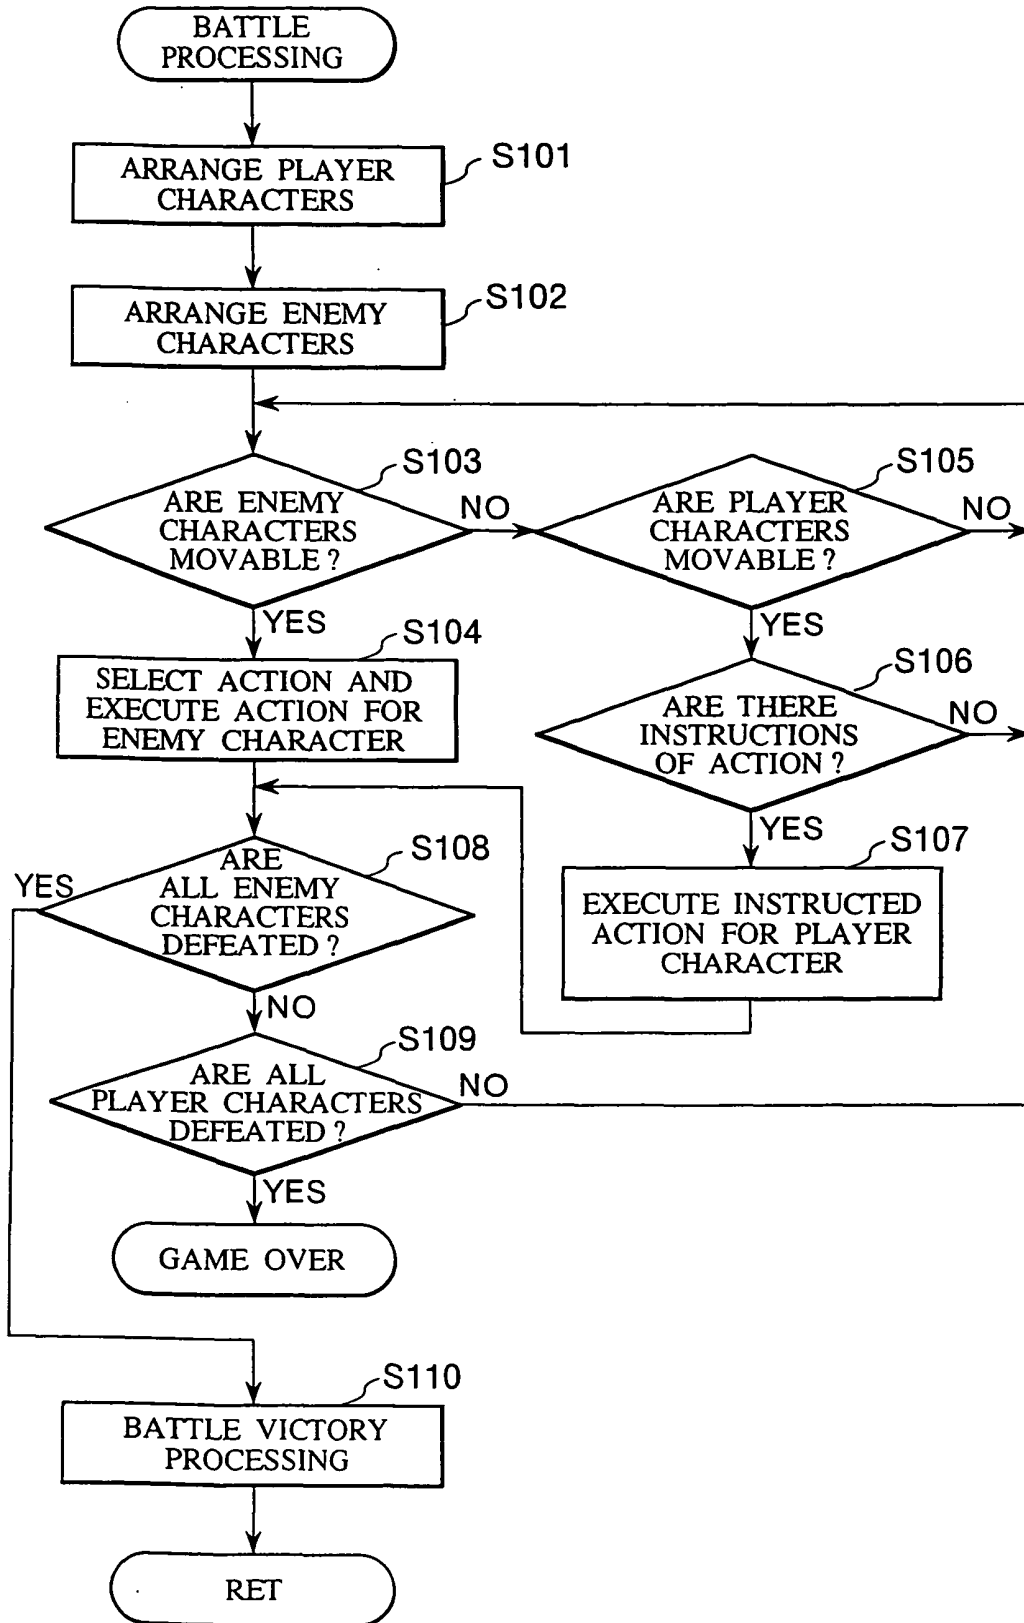 BATTLE
PROCESSING
ARRANGE PLAYER
CHARACTERS
S101
ARRANGE ENEMY
CHARACTERS
S102
ARE ENEMY
CHARACTERS
MOVABLE?
S103
NO
YES
ARE PLAYER
CHARACTERS
MOVABLE?
S105
NO
YES
SELECT ACTION AND
EXECUTE ACTION FOR
ENEMY CHARACTER
S104
ARE THERE
INSTRUCTIONS
OF ACTION?
S106
NO
YES
EXECUTE INSTRUCTED
ACTION FOR PLAYER
CHARACTER
S107
ARE
ALL ENEMY
CHARACTERS
DEFEATED?
S108
YES
NO
ARE ALL
PLAYER CHARACTERS
DEFEATED?
S109
NO
YES
GAME OVER
BATTLE VICTORY
PROCESSING
S110
RET